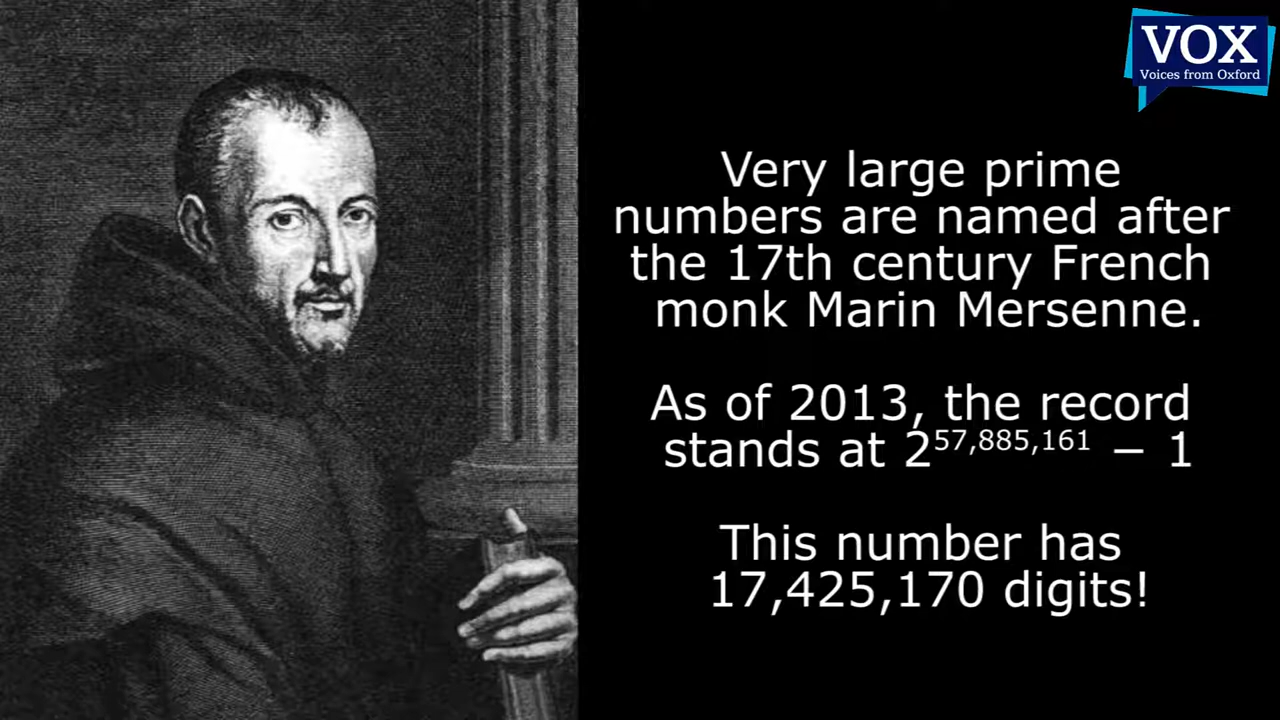 VOX
Voices from Oxford
Very large prime
numbers are named after
the 17th century French
monk Marin Mersenne.
As of 2013, the record
stands at 2^57,885,161 − 1
This number has
17,425,170 digits!